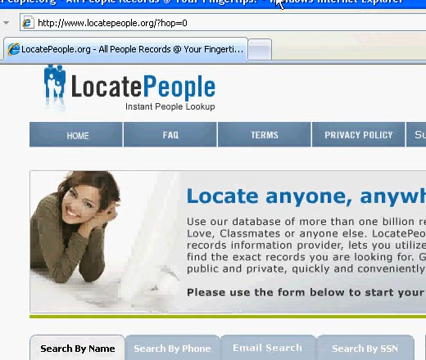 eople.org - All People Records @ Your Fingertips! - Windows Internet Explorer
http://www.locatepeople.org/?hop=0
LocatePeople.org - All People Records @ Your Fingerti...
LocatePeople
Instant People Lookup
HOME FAQ TERMS PRIVACY POLICY Su
Locate anyone, anywh
Use our database of more than one billion re
Love, Classmates or anyone else. LocatePeo
records information provider, lets you utilize
find the exact records you are looking for. G
public and private, quickly and conveniently
Please use the form below to start your
Search By Name Search By Phone Email Search Search By SSN